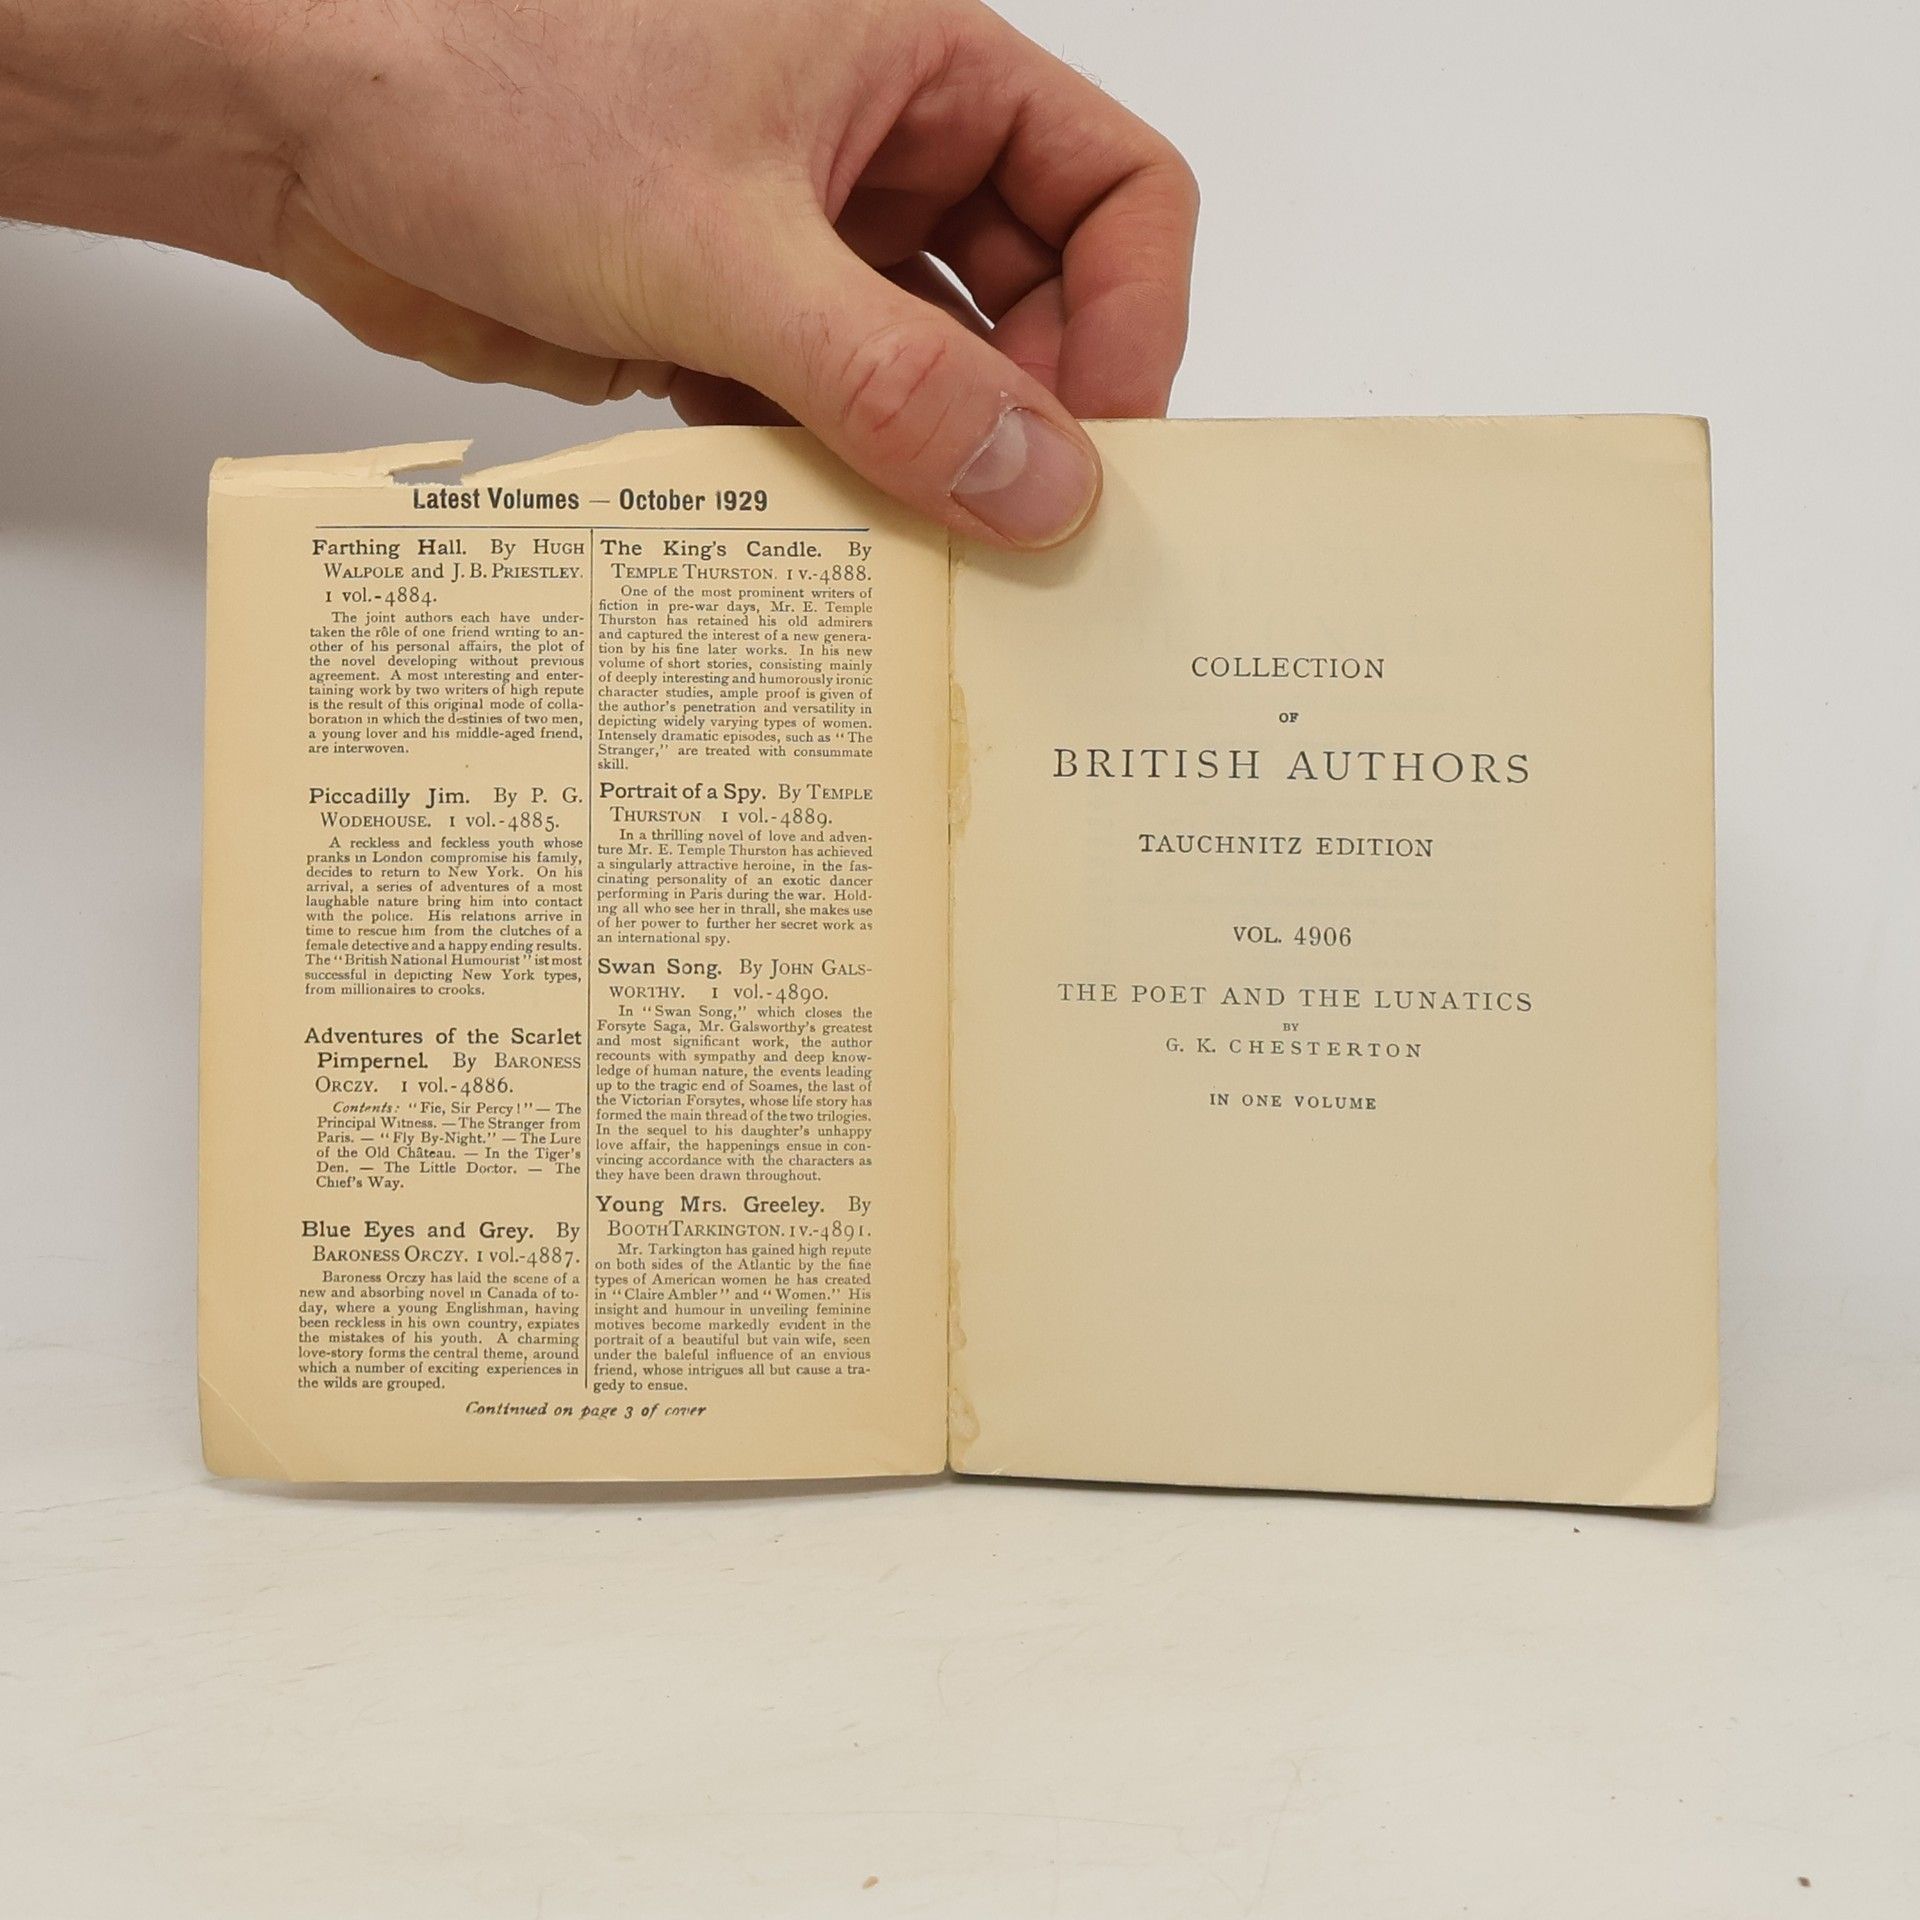 Latest Volumes — October 1929
Farthing Hall. By HUGH
WALPOLE and J. B. PRIESTLEY.
1 vol.-4884.
The joint authors each have under-
taken the rôle of one friend writing to an-
other of his personal affairs, the plot of
the novel developing without previous
agreement. A most interesting and enter-
taining work by two writers of high repute
is the result of this original mode of colla-
boration in which the destinies of two men,
a young lover and his middle-aged friend,
are interwoven.
Piccadilly Jim. By P. G.
WODEHOUSE. 1 vol.-4885.
A reckless and feckless youth whose
pranks in London compromise his family,
decides to return to New York. On his
arrival, a series of adventures of a most
laughable nature bring him into contact
with the police. His relations arrive in
time to rescue him from the clutches of a
female detective and a happy ending results.
The "British National Humourist" ist most
successful in depicting New York types,
from millionaires to crooks.
Adventures of the Scarlet
Pimpernel. By BARONESS
ORCZY. 1 vol.-4886.
Contents: "Fie, Sir Percy!" — The
Principal Witness. — The Stranger from
Paris. — "Fly By-Night." — The Lure
of the Old Château. — In the Tiger's
Den. — The Little Doctor. — The
Chief's Way.
Blue Eyes and Grey. By
BARONESS ORCZY. 1 vol.-4887.
Baroness Orczy has laid the scene of a
new and absorbing novel in Canada of to-
day, where a young Englishman, having
been reckless in his own country, expiates
the mistakes of his youth. A charming
love-story forms the central theme, around
which a number of exciting experiences in
the wilds are grouped.
The King's Candle. By
TEMPLE THURSTON. 1 v.-4888.
One of the most prominent writers of
fiction in pre-war days, Mr. E. Temple
Thurston has retained his old admirers
and captured the interest of a new genera-
tion by his fine later works. In his new
volume of short stories, consisting mainly
of deeply interesting and humorously ironic
character studies, ample proof is given of
the author's penetration and versatility in
depicting widely varying types of women.
Intensely dramatic episodes, such as "The
Stranger," are treated with consummate
skill.
Portrait of a Spy. By TEMPLE
THURSTON 1 vol.-4889.
In a thrilling novel of love and adven-
ture Mr. E. Temple Thurston has achieved
a singularly attractive heroine, in the fas-
cinating personality of an exotic dancer
performing in Paris during the war. Hold-
ing all who see her in thrall, she makes use
of her power to further her secret work as
an international spy.
Swan Song. By JOHN GALS-
WORTHY. 1 vol.-4890.
In "Swan Song," which closes the
Forsyte Saga, Mr. Galsworthy's greatest
and most significant work, the author
recounts with sympathy and deep know-
ledge of human nature, the events leading
up to the tragic end of Soames, the last of
the Victorian Forsytes, whose life story has
formed the main thread of the two trilogies.
In the sequel to his daughter's unhappy
love affair, the happenings ensue in con-
vincing accordance with the characters as
they have been drawn throughout.
Young Mrs. Greeley. By
BOOTH TARKINGTON. 1 v.-4891.
Mr. Tarkington has gained high repute
on both sides of the Atlantic by the fine
types of American women he has created
in "Claire Ambler" and "Women." His
insight and humour in unveiling feminine
motives become markedly evident in the
portrait of a beautiful but vain wife, seen
under the baleful influence of an envious
friend, whose intrigues all but cause a tra-
gedy to ensue.
Continued on page 3 of cover
COLLECTION
OF
BRITISH AUTHORS
TAUCHNITZ EDITION
VOL. 4906
THE POET AND THE LUNATICS
BY
G. K. CHESTERTON
IN ONE VOLUME